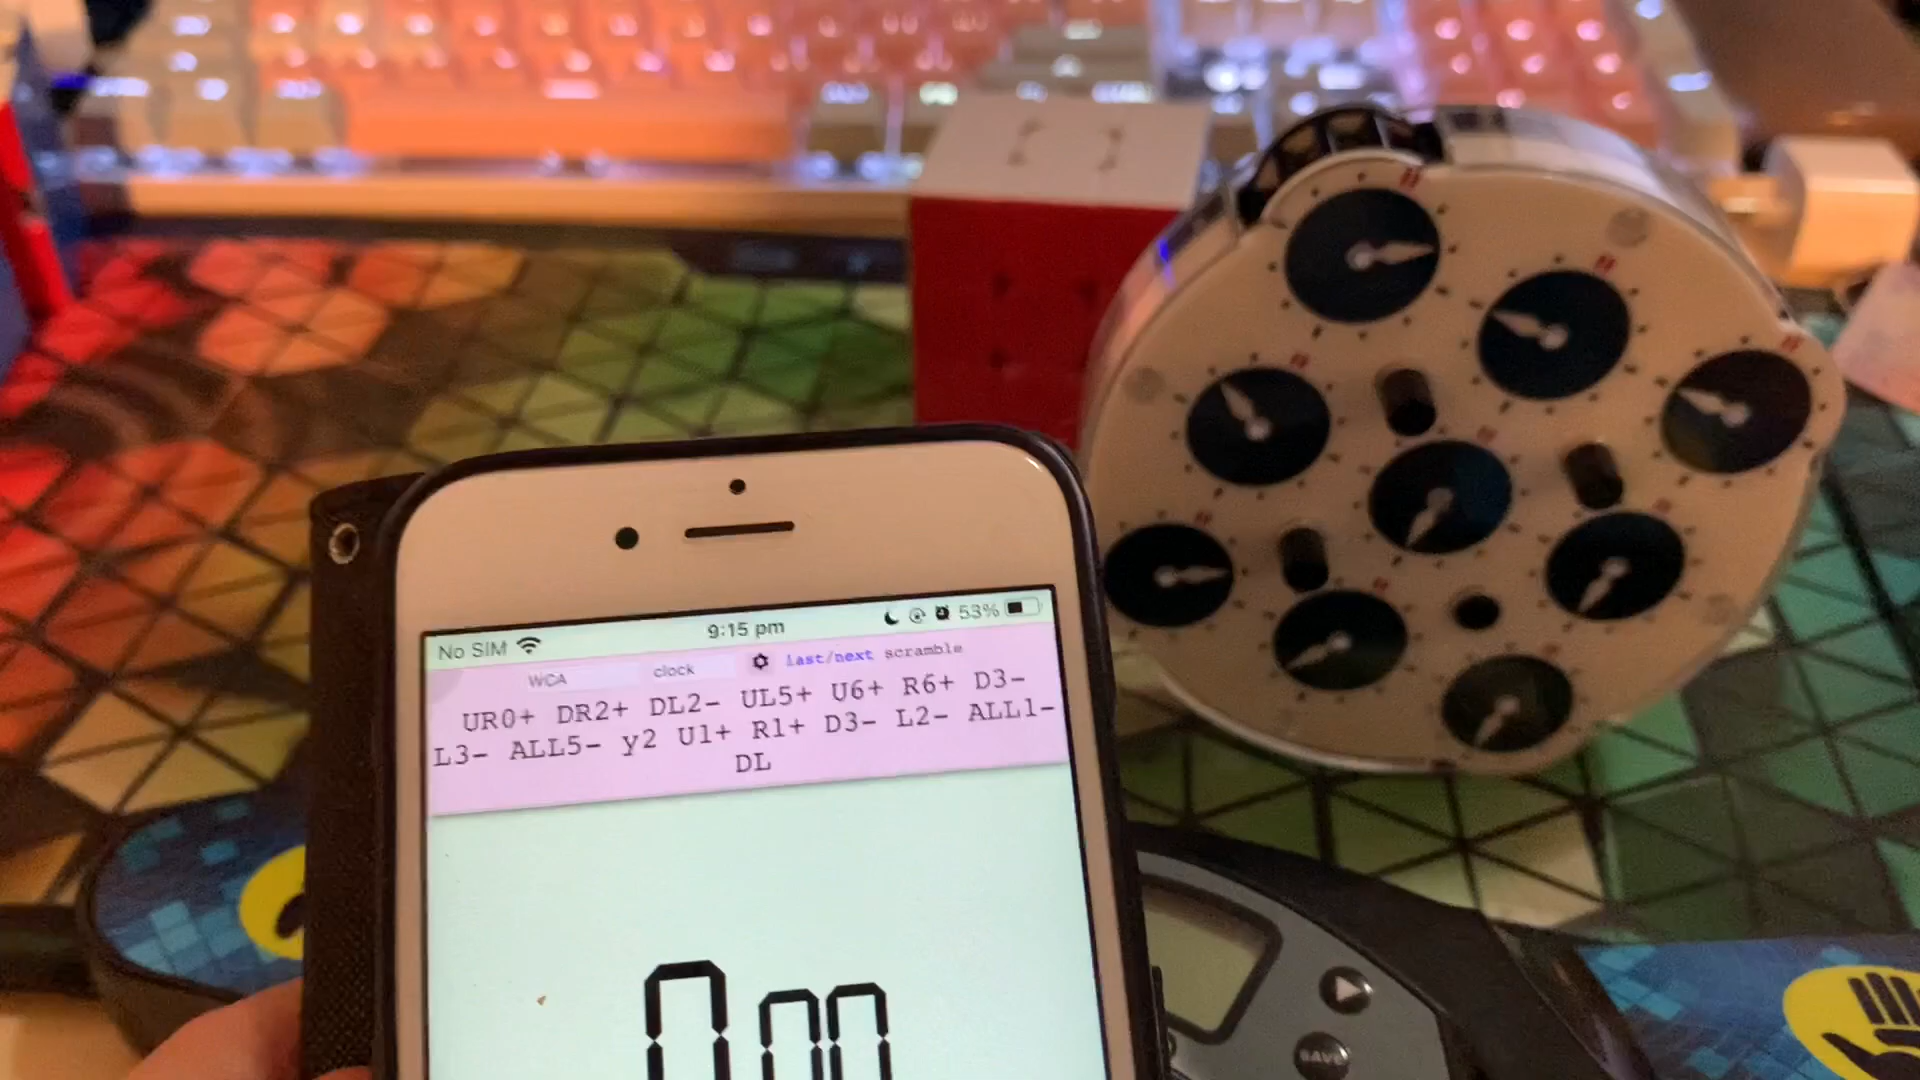 No SIM 9:15 pm 53%
WCA clock last/next scramble
UR0+ DR2+ DL2- UL5+ U6+ R6+ D3-
L3- ALL5- y2 U1+ R1+ D3- L2- ALL1-
DL
0.00
SAVE